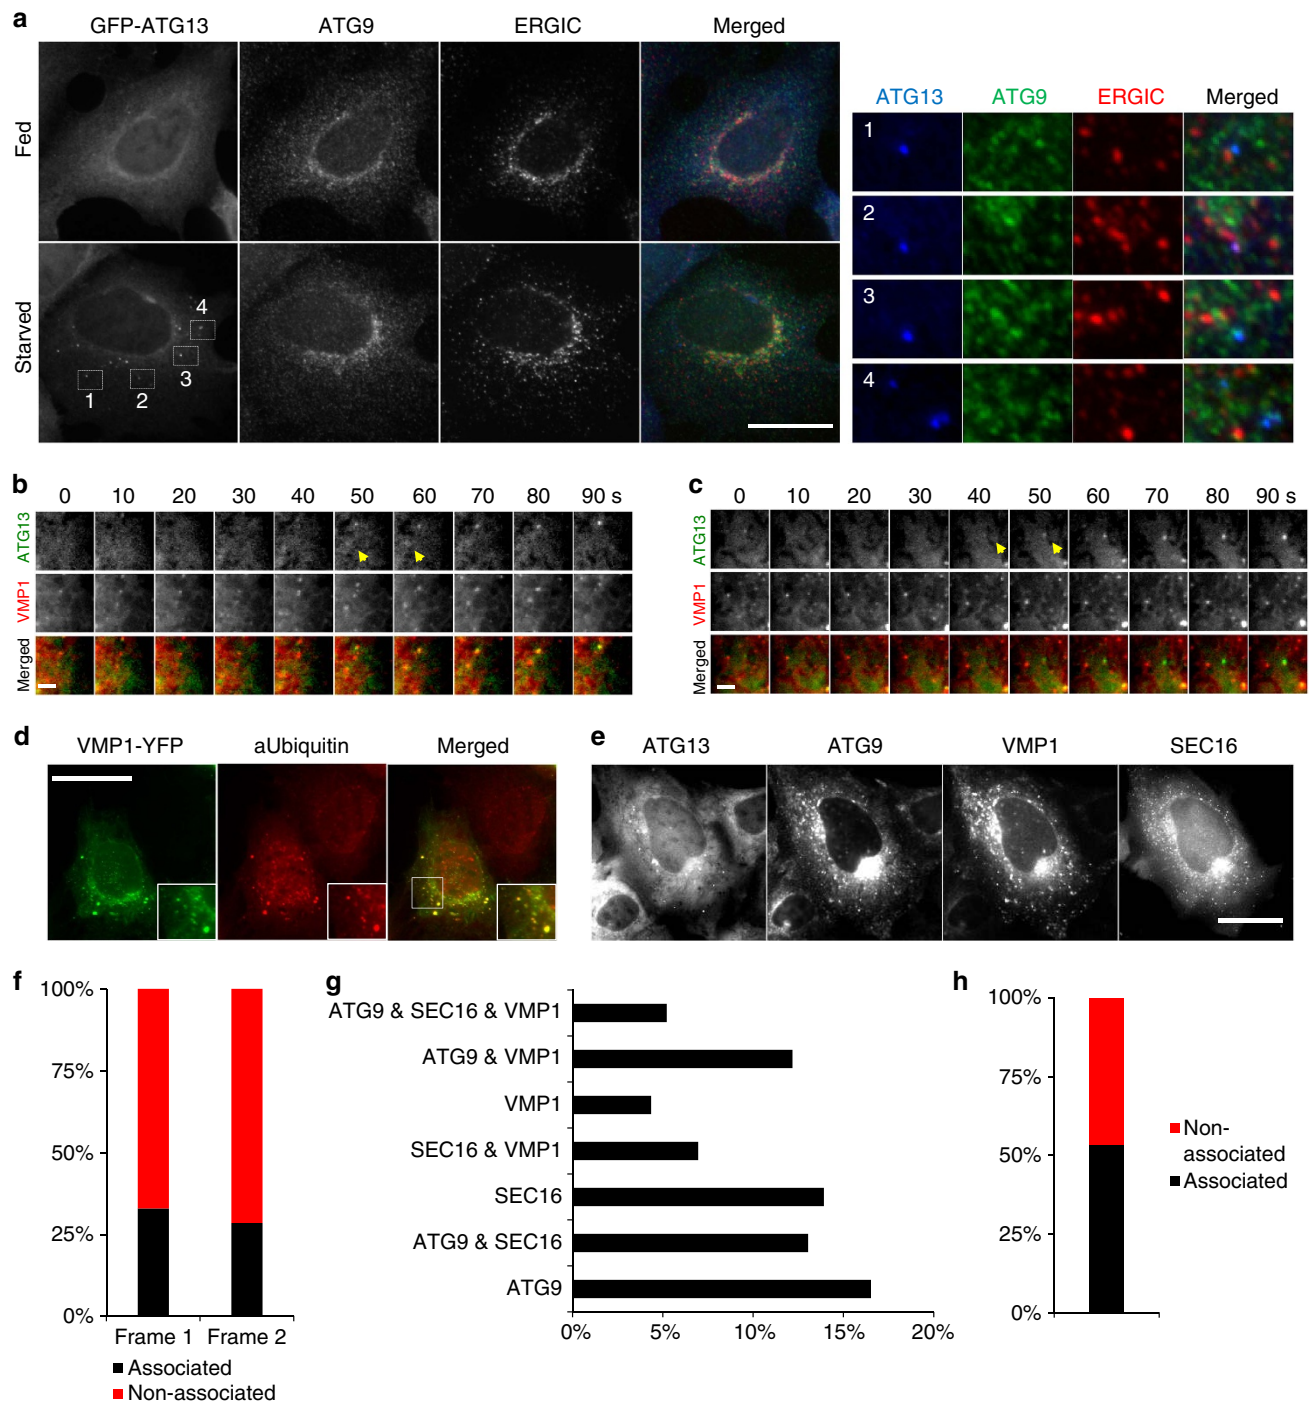 a
GFP-ATG13
ATG9
ERGIC
Merged
Fed
Starved
1
2
3
4
ATG13
ATG9
ERGIC
Merged
1
2
3
4
b
0 10 20 30 40 50 60 70 80 90 s
ATG13
VMP1
Merged
c
0 10 20 30 40 50 60 70 80 90 s
ATG13
VMP1
Merged
d
VMP1-YFP
aUbiquitin
Merged
e
ATG13
ATG9
VMP1
SEC16
f
100%
75%
50%
25%
0%
Frame 1
Frame 2
Associated
Non-associated
g
ATG9 & SEC16 & VMP1
ATG9 & VMP1
VMP1
SEC16 & VMP1
SEC16
ATG9 & SEC16
ATG9
0% 5% 10% 15% 20%
h
100%
75%
50%
25%
0%
Non-
associated
Associated